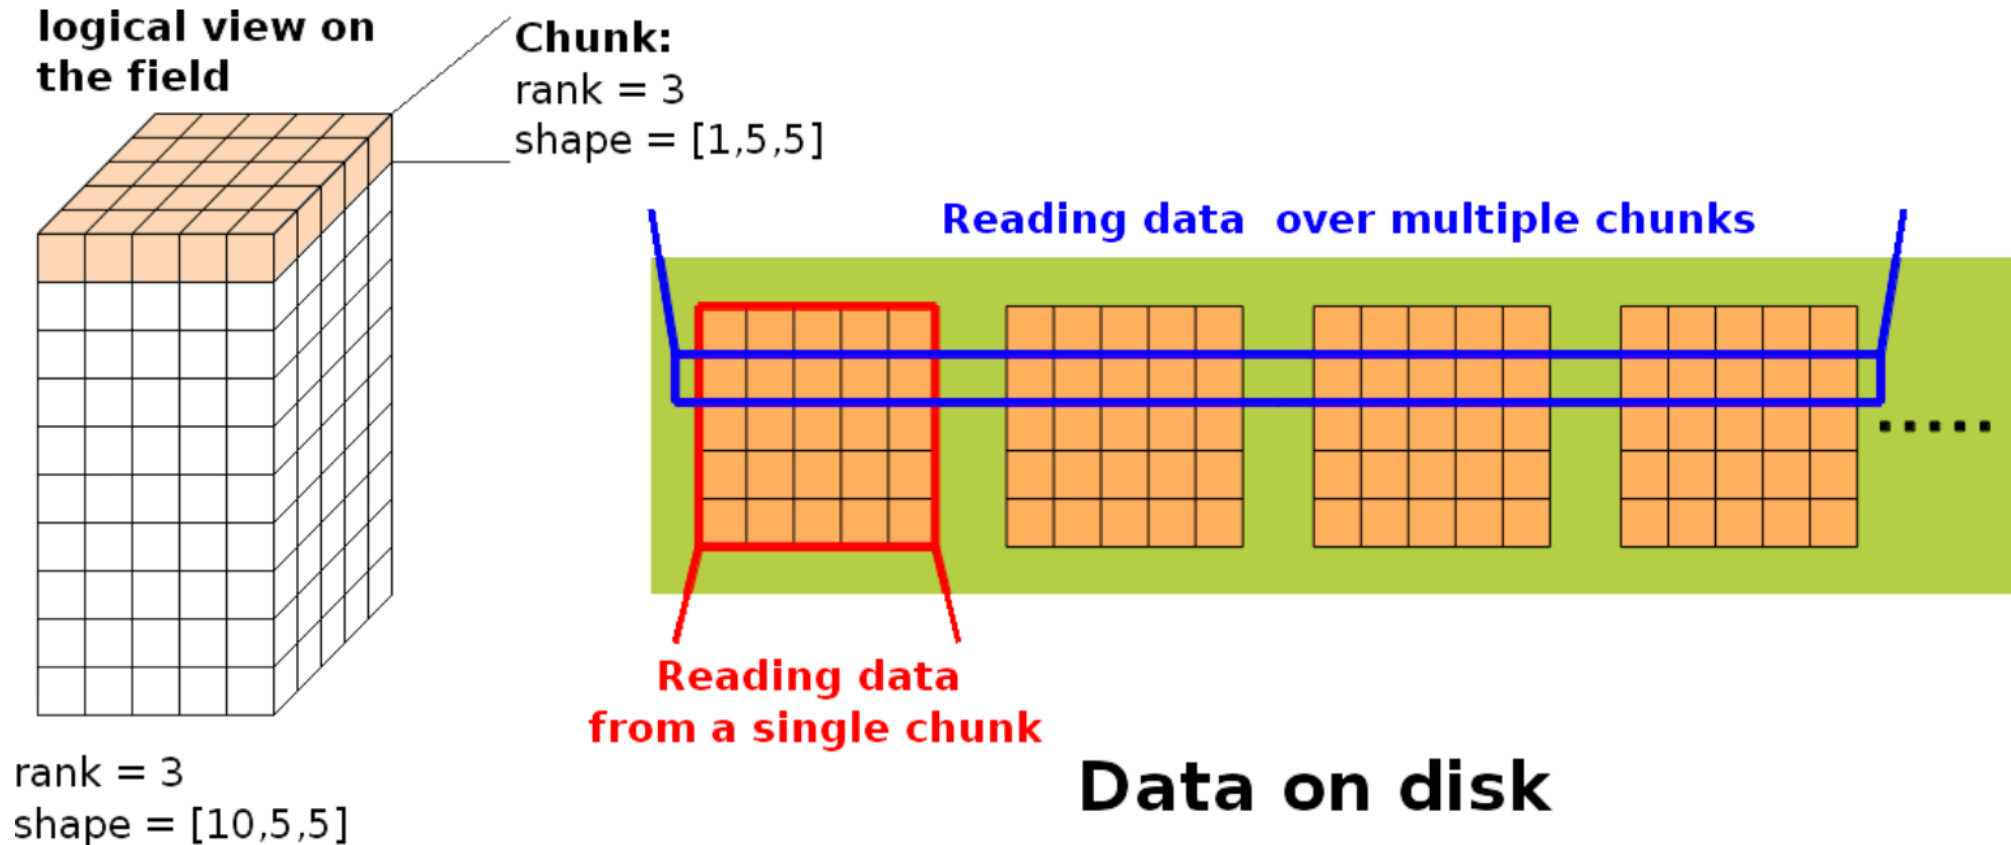 logical view on
the field
Chunk:
rank = 3
shape = [1,5,5]
Reading data  over multiple chunks
Reading data
from a single chunk
Data on disk
rank = 3
shape = [10,5,5]